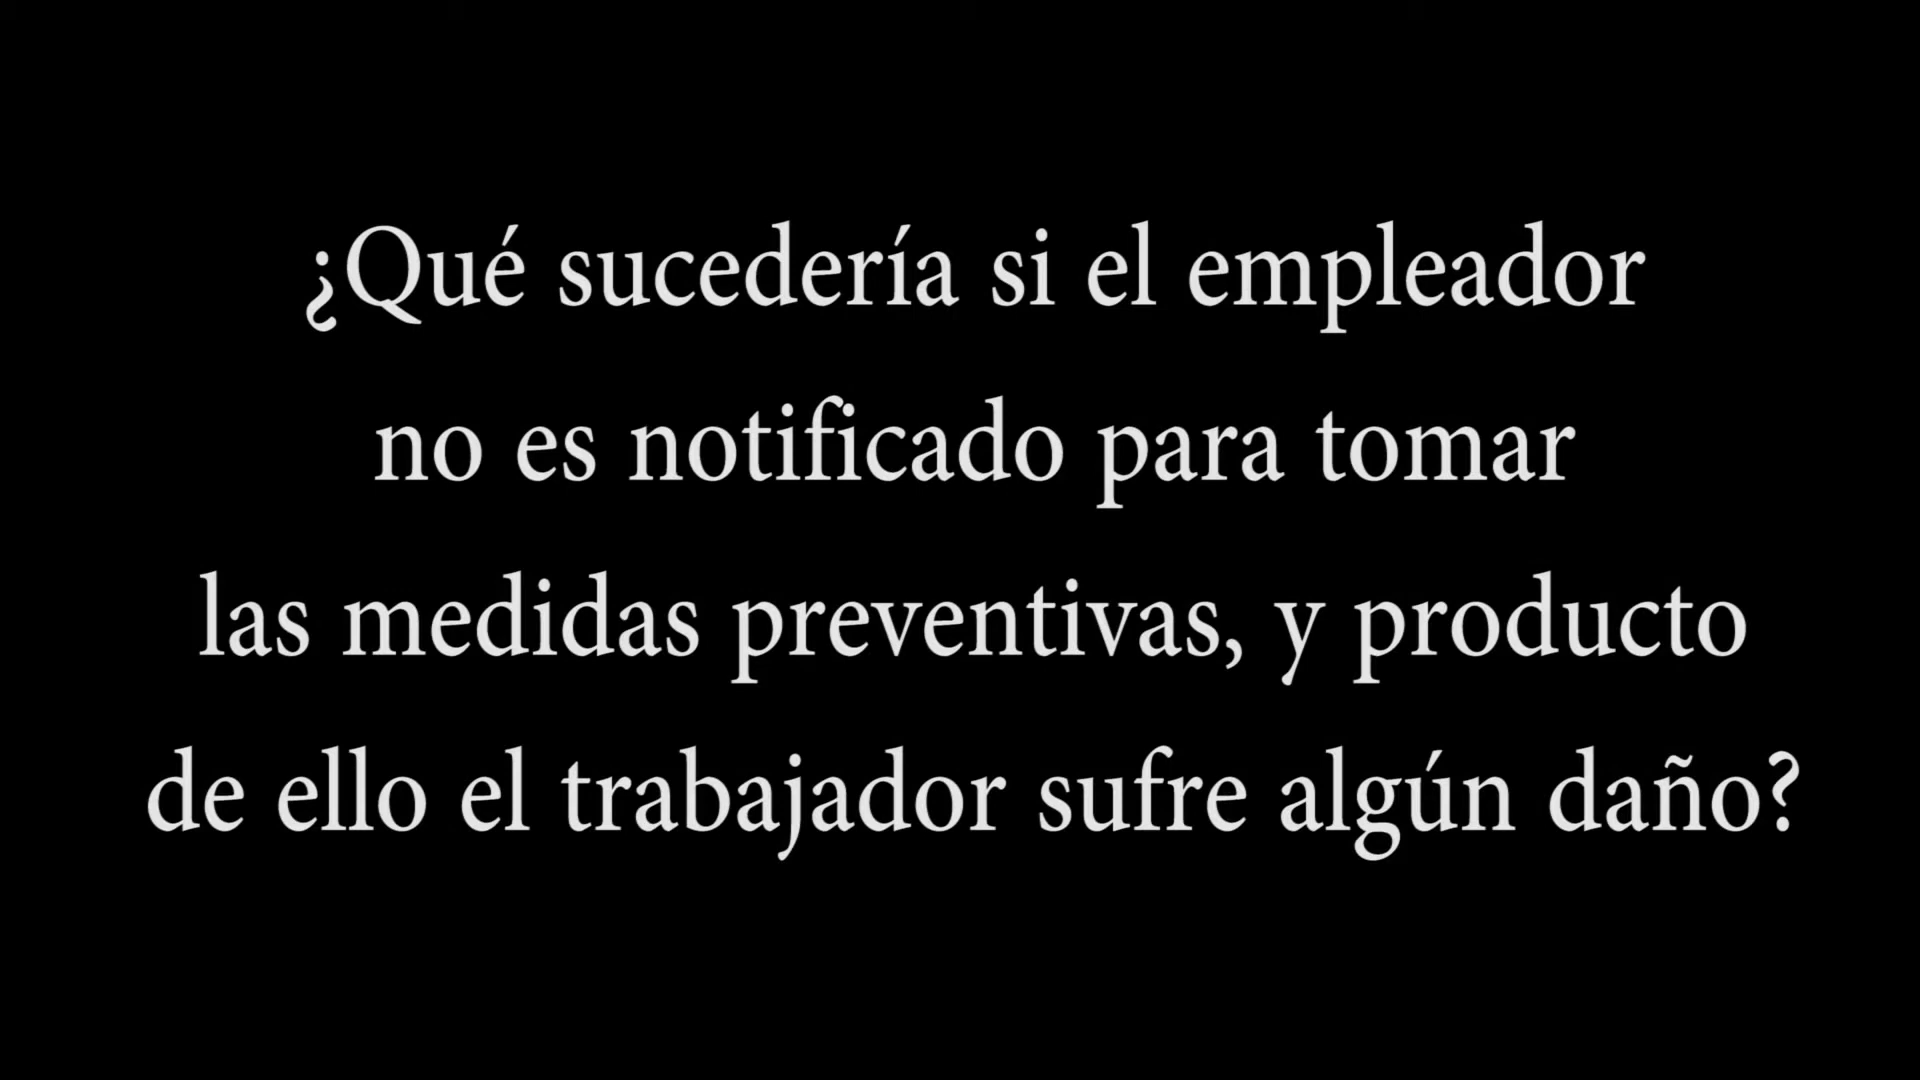 ¿Qué sucedería si el empleador
no es notificado para tomar
las medidas preventivas, y producto
de ello el trabajador sufre algún daño?